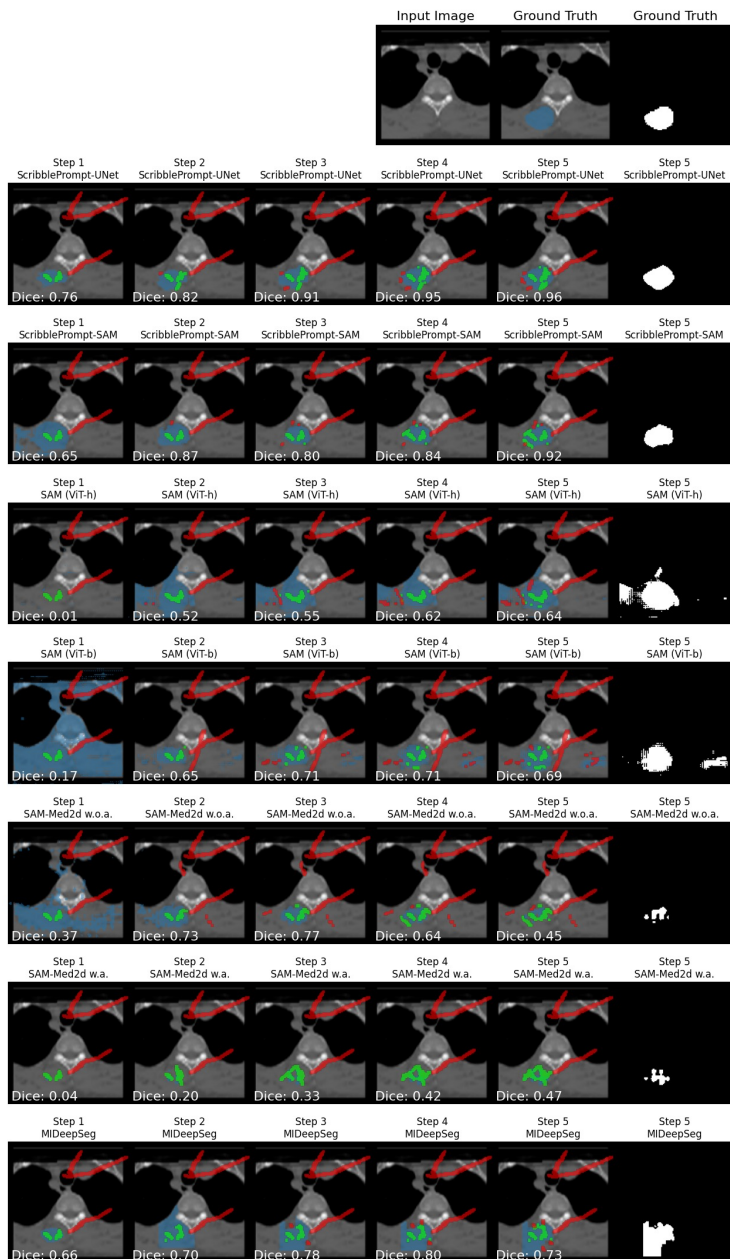 Input Image Ground Truth Ground Truth
Step 1 Step 2 Step 3 Step 4 Step 5 Step 5
ScribblePrompt-UNet ScribblePrompt-UNet ScribblePrompt-UNet ScribblePrompt-UNet ScribblePrompt-UNet ScribblePrompt-UNet
Dice: 0.76 Dice: 0.82 Dice: 0.91 Dice: 0.95 Dice: 0.96
Step 1 Step 2 Step 3 Step 4 Step 5 Step 5
ScribblePrompt-SAM ScribblePrompt-SAM ScribblePrompt-SAM ScribblePrompt-SAM ScribblePrompt-SAM ScribblePrompt-SAM
Dice: 0.65 Dice: 0.87 Dice: 0.80 Dice: 0.84 Dice: 0.92
Step 1 Step 2 Step 3 Step 4 Step 5 Step 5
SAM (ViT-h) SAM (ViT-h) SAM (ViT-h) SAM (ViT-h) SAM (ViT-h) SAM (ViT-h)
Dice: 0.01 Dice: 0.52 Dice: 0.55 Dice: 0.62 Dice: 0.64
Step 1 Step 2 Step 3 Step 4 Step 5 Step 5
SAM (ViT-b) SAM (ViT-b) SAM (ViT-b) SAM (ViT-b) SAM (ViT-b) SAM (ViT-b)
Dice: 0.17 Dice: 0.65 Dice: 0.71 Dice: 0.71 Dice: 0.69
Step 1 Step 2 Step 3 Step 4 Step 5 Step 5
SAM-Med2d w.o.a. SAM-Med2d w.o.a. SAM-Med2d w.o.a. SAM-Med2d w.o.a. SAM-Med2d w.o.a. SAM-Med2d w.o.a.
Dice: 0.37 Dice: 0.73 Dice: 0.77 Dice: 0.64 Dice: 0.45
Step 1 Step 2 Step 3 Step 4 Step 5 Step 5
SAM-Med2d w.a. SAM-Med2d w.a. SAM-Med2d w.a. SAM-Med2d w.a. SAM-Med2d w.a. SAM-Med2d w.a.
Dice: 0.04 Dice: 0.20 Dice: 0.33 Dice: 0.42 Dice: 0.47
Step 1 Step 2 Step 3 Step 4 Step 5 Step 5
MIDeepSeg MIDeepSeg MIDeepSeg MIDeepSeg MIDeepSeg MIDeepSeg
Dice: 0.66 Dice: 0.70 Dice: 0.78 Dice: 0.80 Dice: 0.73